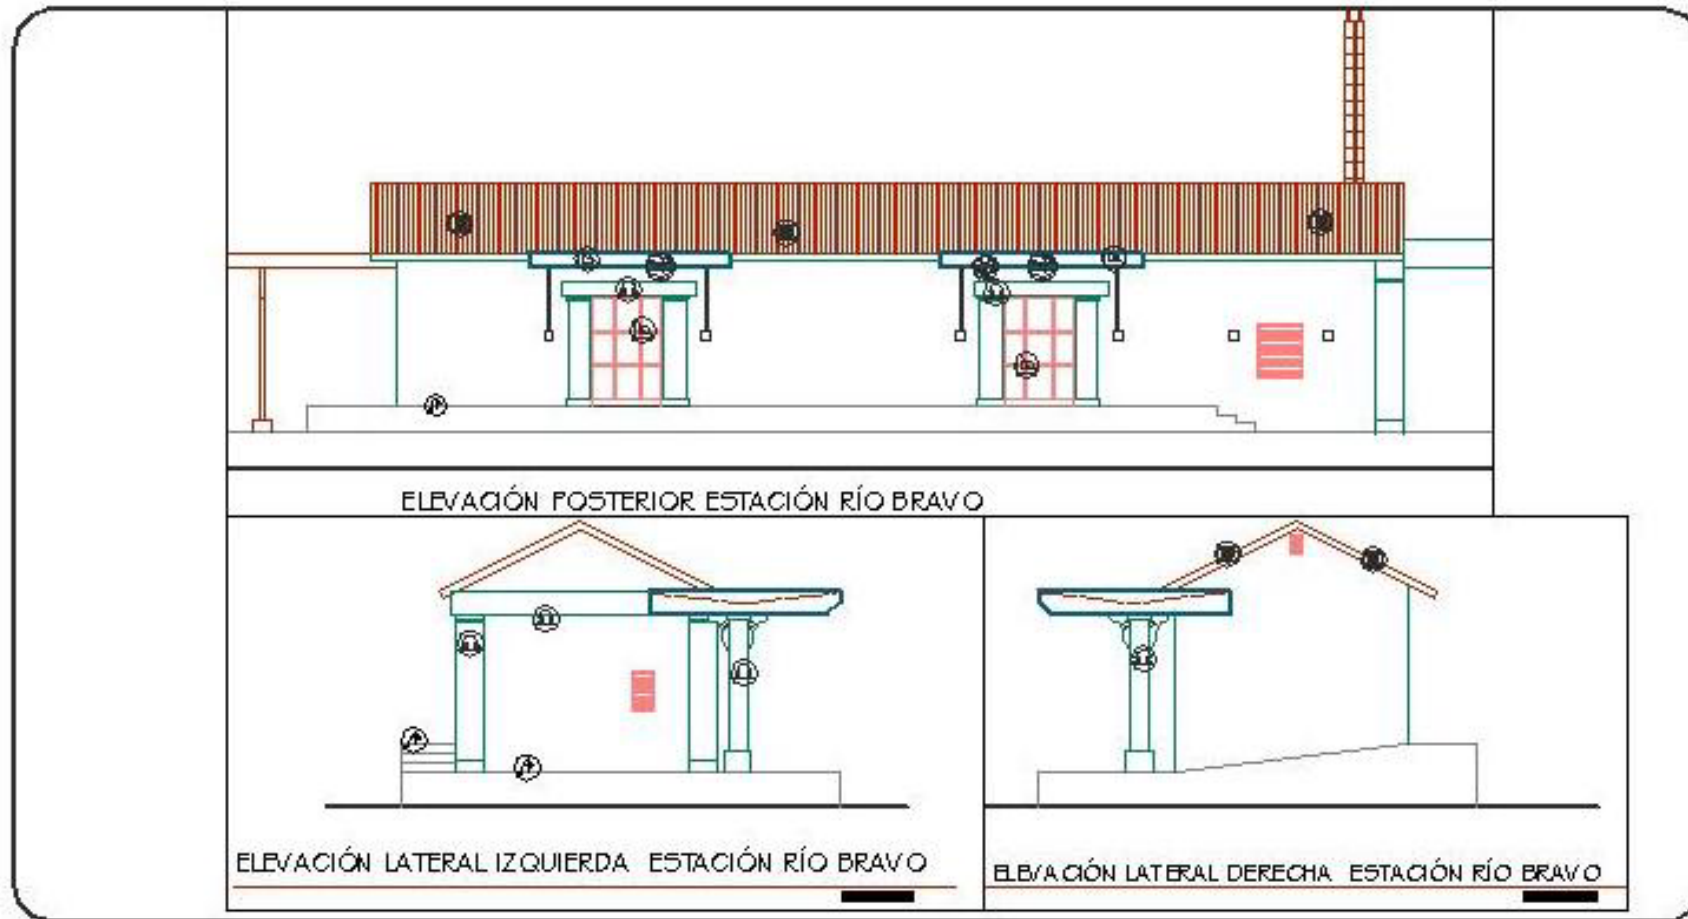 ELEVACIÓN POSTERIOR ESTACIÓN RÍO BRAVO
ELEVACIÓN LATERAL IZQUIERDA ESTACIÓN RÍO BRAVO
ELEVACIÓN LATERAL DERECHA ESTACIÓN RÍO BRAVO